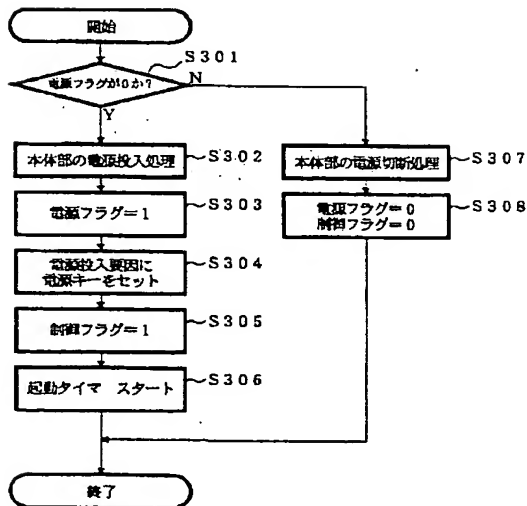 開始
S301
電源フラグが0か?
N
Y
本体部の電源投入処理
S302
電源フラグ=1
S303
電源投入要因に
電源キーをセット
S304
制御フラグ=1
S305
起動タイマ スタート
S306
本体部の電源切断処理
S307
電源フラグ=0
制御フラグ=0
S308
終了